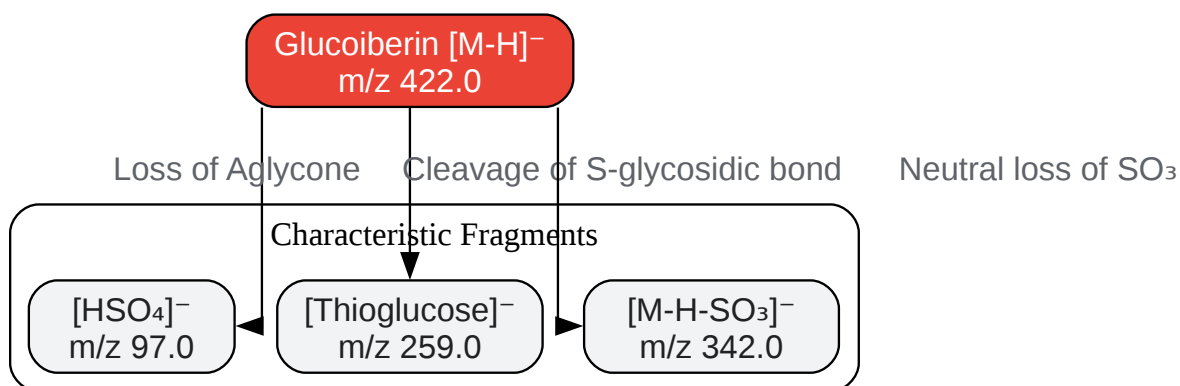 Glucoiberin [M-H]⁻
m/z 422.0
Loss of Aglycone
Cleavage of S-glycosidic bond
Neutral loss of SO₃
Characteristic Fragments
[HSO₄]⁻
m/z 97.0
[Thioglucose]⁻
m/z 259.0
[M-H-SO₃]⁻
m/z 342.0